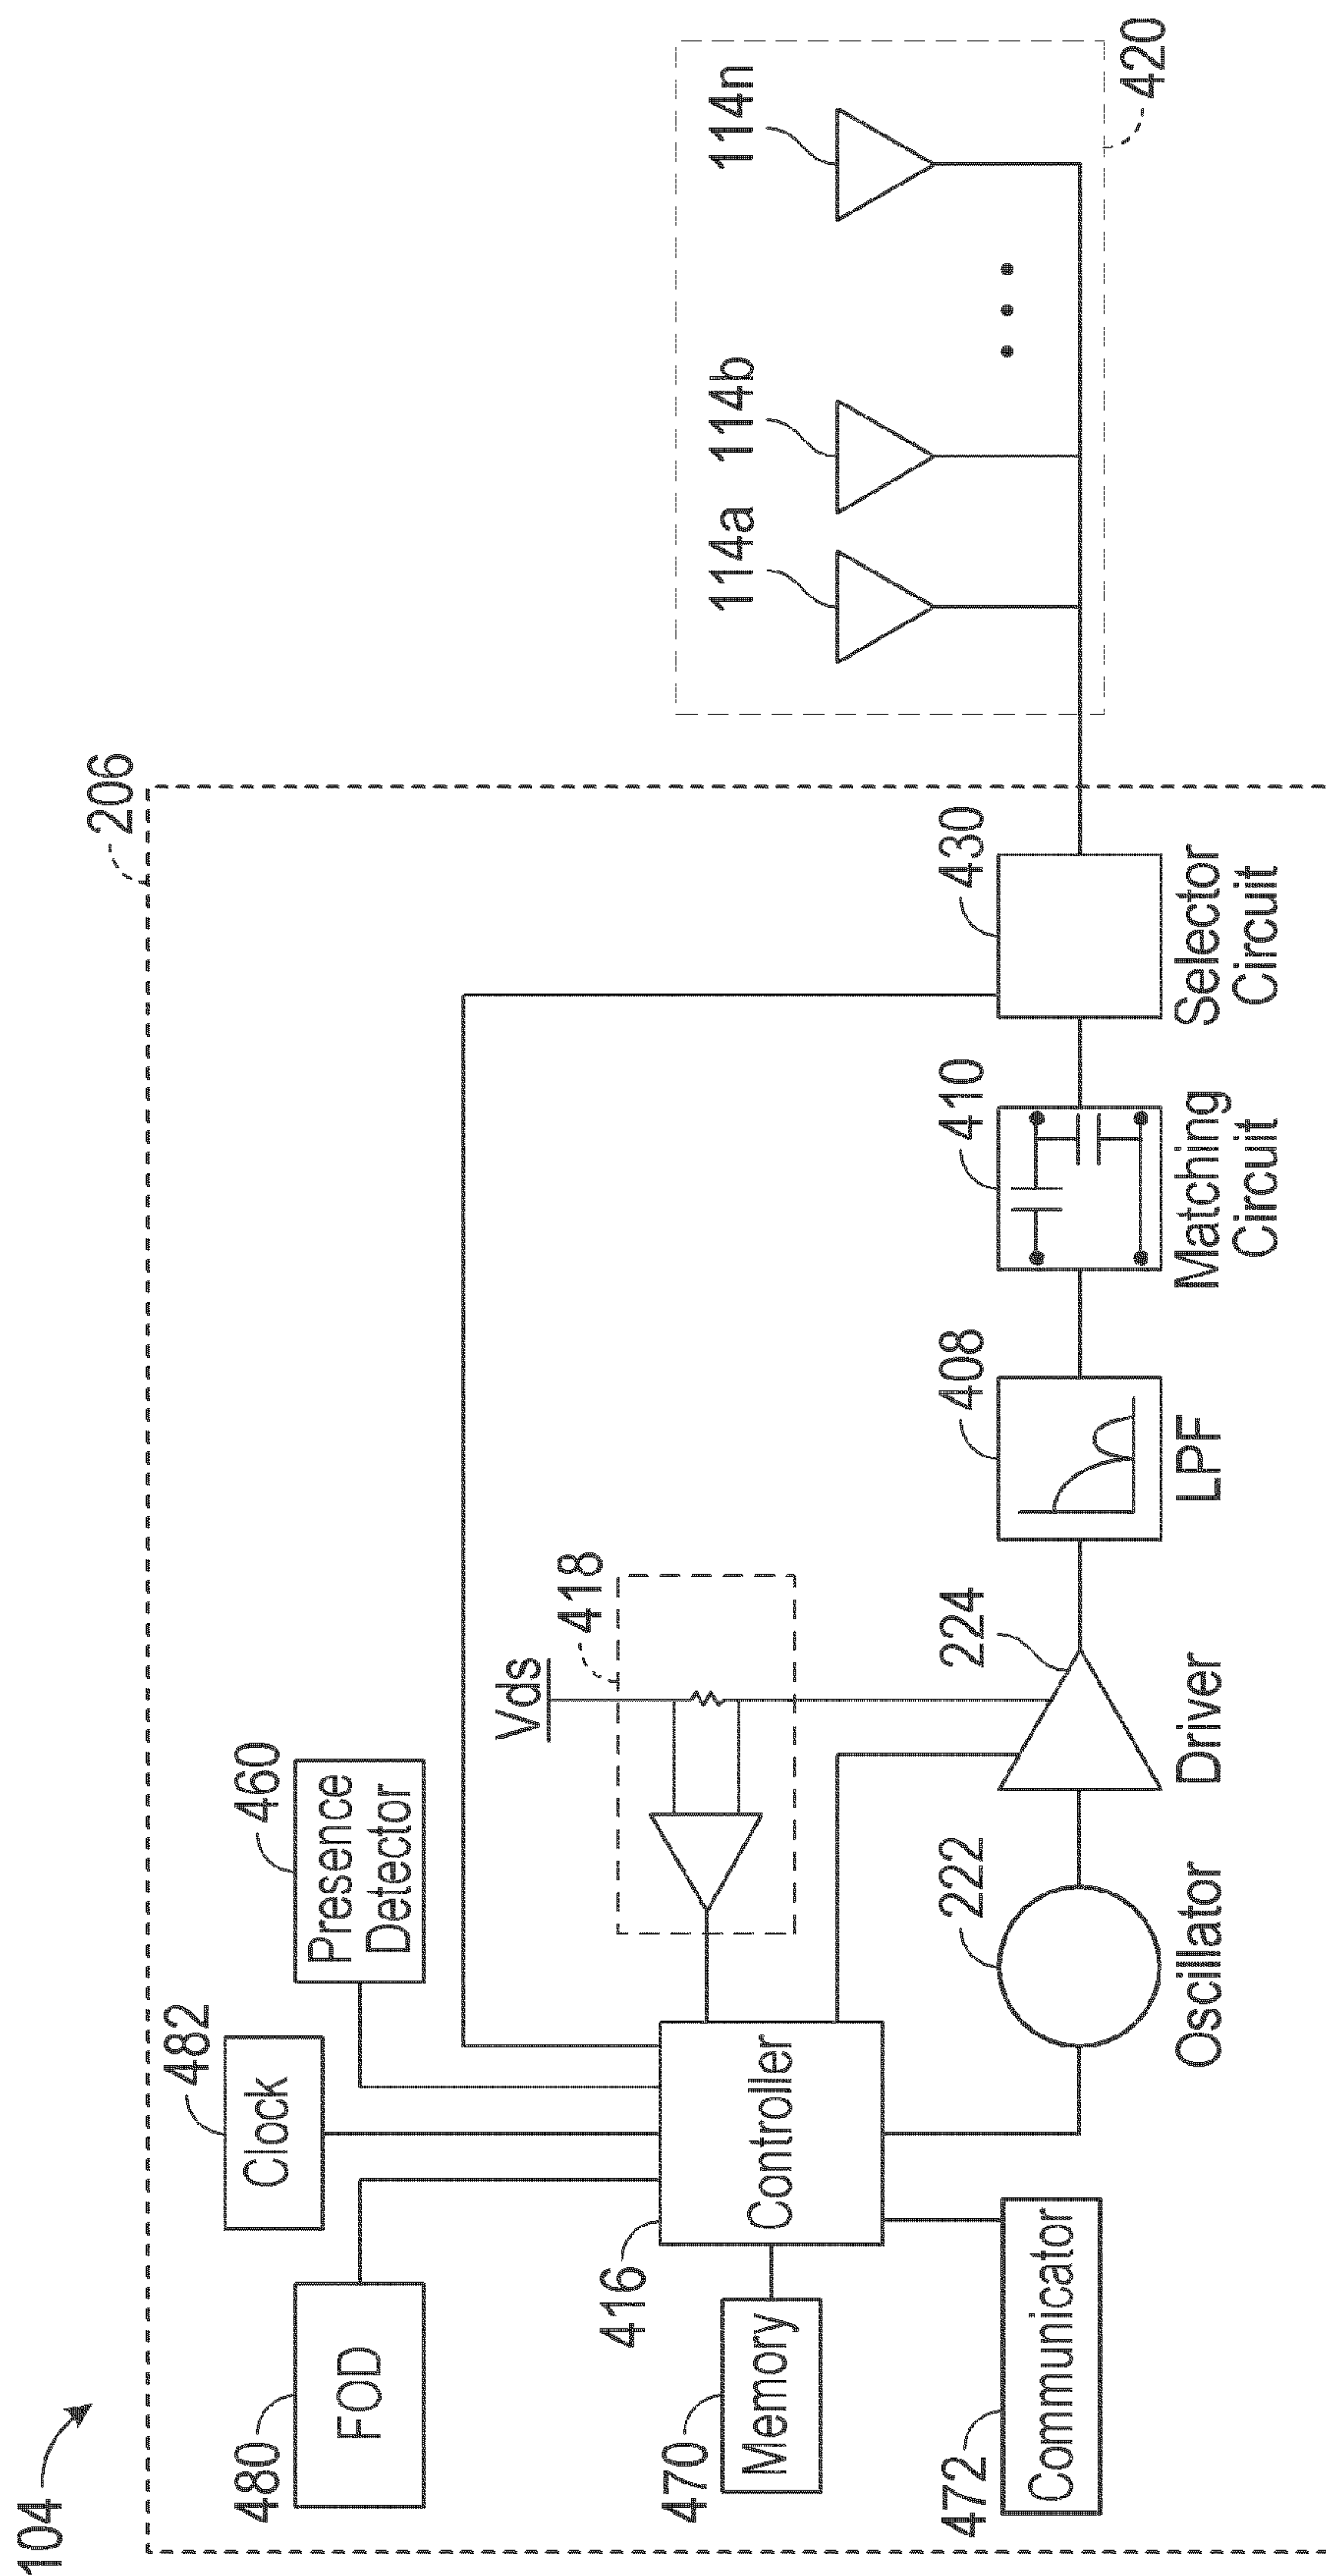 104
206
480
FOD
482
Clock
460
Presence
Detector
416
Controller
470
Memory
472
Communicator
Vds
418
222
Oscillator
224
Driver
408
LPF
410
Matching
Circuit
430
Selector
Circuit
114a
114b
114n
420